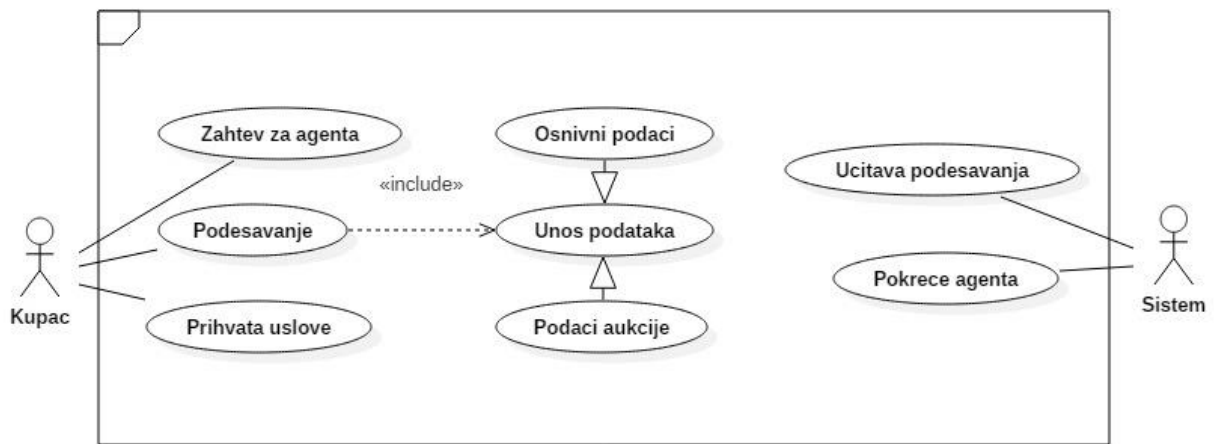 Zahtev za agenta
Osnivni podaci
Ucitava podesavanja
«include»
Podesavanje
Unos podataka
Pokrece agenta
Kupac
Sistem
Prihvata uslove
Podaci aukcije